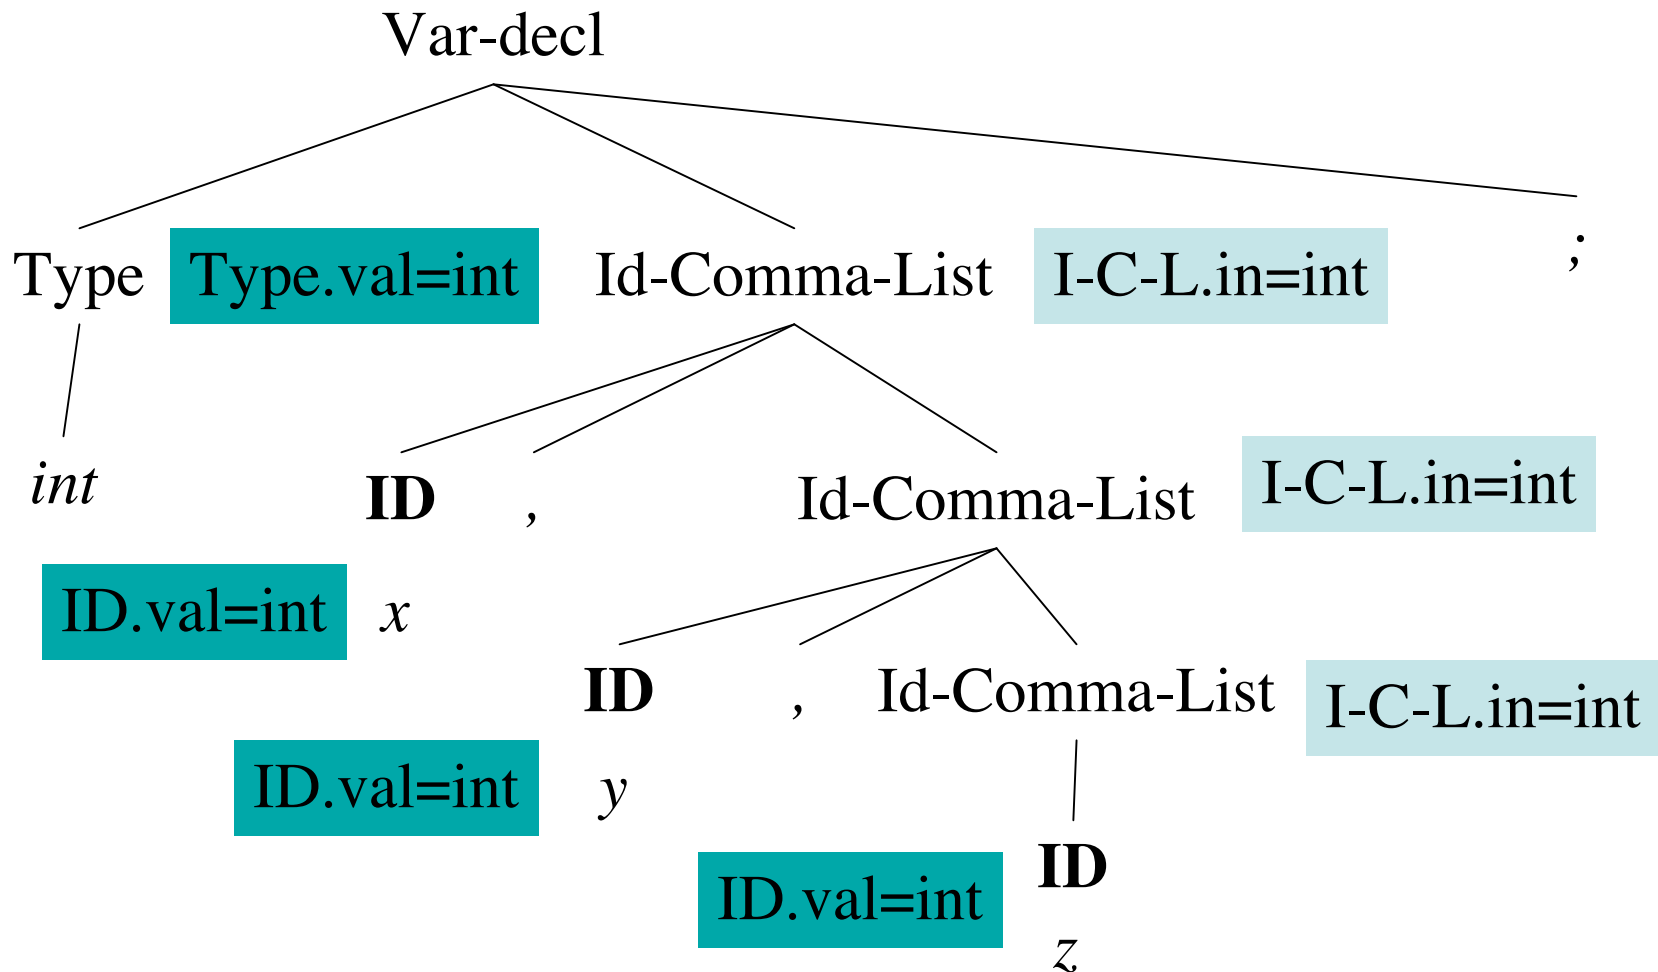 Var-decl
Type Type.val=int Id-Comma-List I-C-L.in=int ;
int ID , Id-Comma-List I-C-L.in=int
ID.val=int x
ID , Id-Comma-List I-C-L.in=int
ID.val=int y
ID
ID.val=int
z